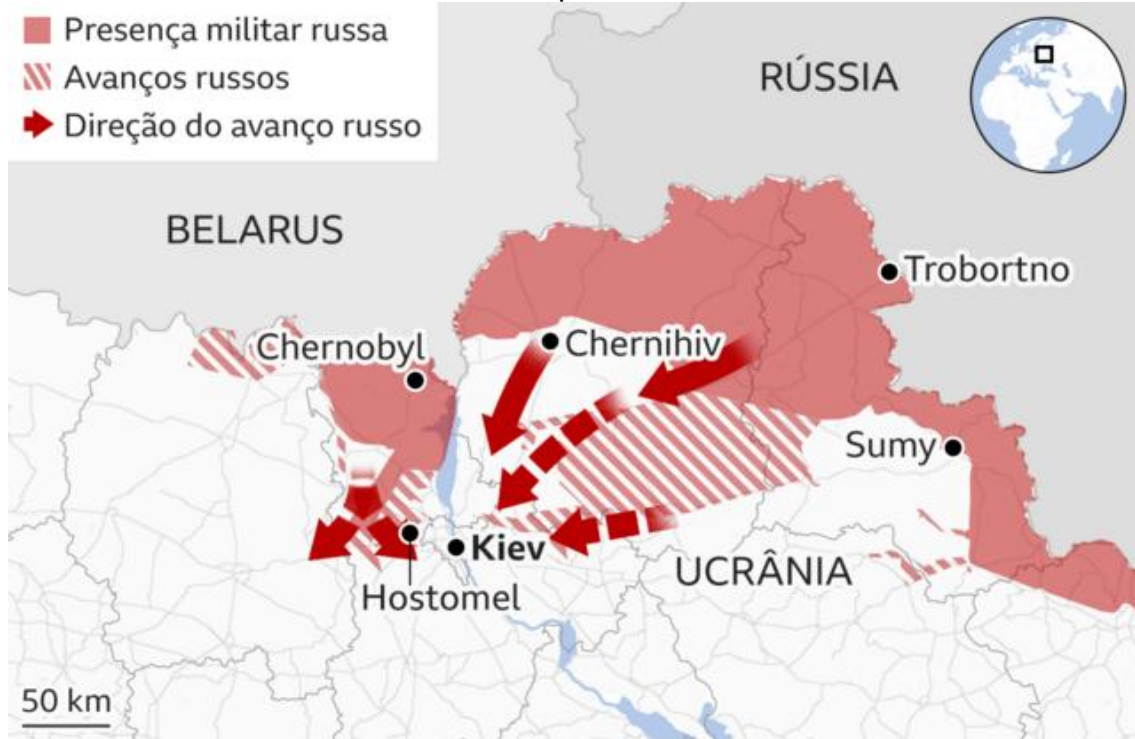 Presença militar russa
Avanços russos
Direção do avanço russo
RÚSSIA
BELARUS
Trobortno
Chernobyl
Chernihiv
Sumy
Kiev
UCRÂNIA
Hostomel
50 km